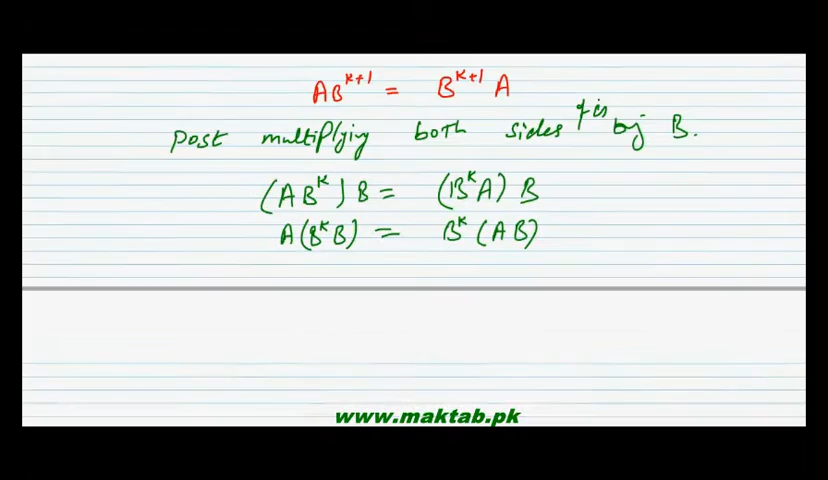 AB^{k+1} = B^{k+1} A
Post multiplying both sides by B.
(AB^k) B = (B^k A) B
A(B^k B) = B^k (AB)
www.maktab.pk